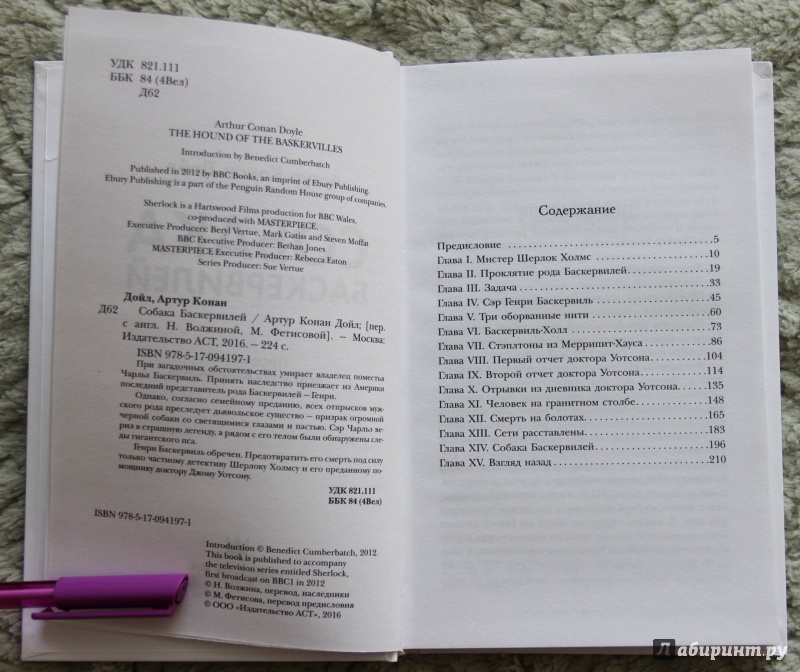 УДК 821.111
ББК 84 (4Вел)
Д62
Arthur Conan Doyle
THE HOUND OF THE BASKERVILLES
Introduction by Benedict Cumberbatch
Published in 2012 by BBC Books, an imprint of Ebury Publishing.
Ebury Publishing is a part of the Penguin Random House group of companies.
Sherlock is a Hartswood Films production for BBC Wales,
co-produced with MASTERPIECE.
Executive Producers: Beryl Vertue, Mark Gatiss and Steven Moffat
BBC Executive Producer: Bethan Jones
MASTERPIECE Executive Producer: Rebecca Eaton
Series Producer: Sue Vertue
Дойл, Артур Конан
Д62 Собака Баскервилей / Артур Конан Дойл; [пер.
с англ. Н. Волжиной, М. Фетисовой]. – Москва:
Издательство АСТ, 2016. – 224 с.
ISBN 978-5-17-094197-1
При загадочных обстоятельствах умирает владелец поместья
Чарльз Баскервиль. Принять наследство приезжает из Америки
последний представитель рода Баскервилей – Генри.
Однако, согласно семейному преданию, всех отпрысков муж-
ского рода преследует дьявольское существо – призрак огромной
черной собаки со светящимися глазами и пастью. Сэр Чарльз ве-
рил в страшную легенду, а рядом с его телом были обнаружены сле-
ды гигантского пса.
Генри Баскервиль обречен. Предотвратить его смерть под силу
только частному детективу Шерлоку Холмсу и его преданному по-
мощнику доктору Джону Уотсону.
УДК 821.111
ББК 84 (4Вел)
ISBN 978-5-17-094197-1
Introduction © Benedict Cumberbatch, 2012.
This book is published to accompany
the television series entitled Sherlock,
first broadcast on BBC1 in 2012
© Н. Волжина, перевод, наследники
© М. Фетисова, перевод предисловия
© ООО «Издательство АСТ», 2016
Содержание
Предисловие ..... 5
Глава I. Мистер Шерлок Холмс ..... 10
Глава II. Проклятие рода Баскервилей ..... 19
Глава III. Задача ..... 33
Глава IV. Сэр Генри Баскервиль ..... 45
Глава V. Три оборванные нити ..... 60
Глава VI. Баскервиль-Холл ..... 73
Глава VII. Стэплтоны из Меррипит-Хауса ..... 86
Глава VIII. Первый отчет доктора Уотсона ..... 104
Глава IX. Второй отчет доктора Уотсона ..... 114
Глава X. Отрывки из дневника доктора Уотсона ..... 135
Глава XI. Человек на гранитном столбе ..... 148
Глава XII. Смерть на болотах ..... 165
Глава XIII. Сети расставлены ..... 183
Глава XIV. Собака Баскервилей ..... 196
Глава XV. Взгляд назад ..... 210
Лабиринт.ру